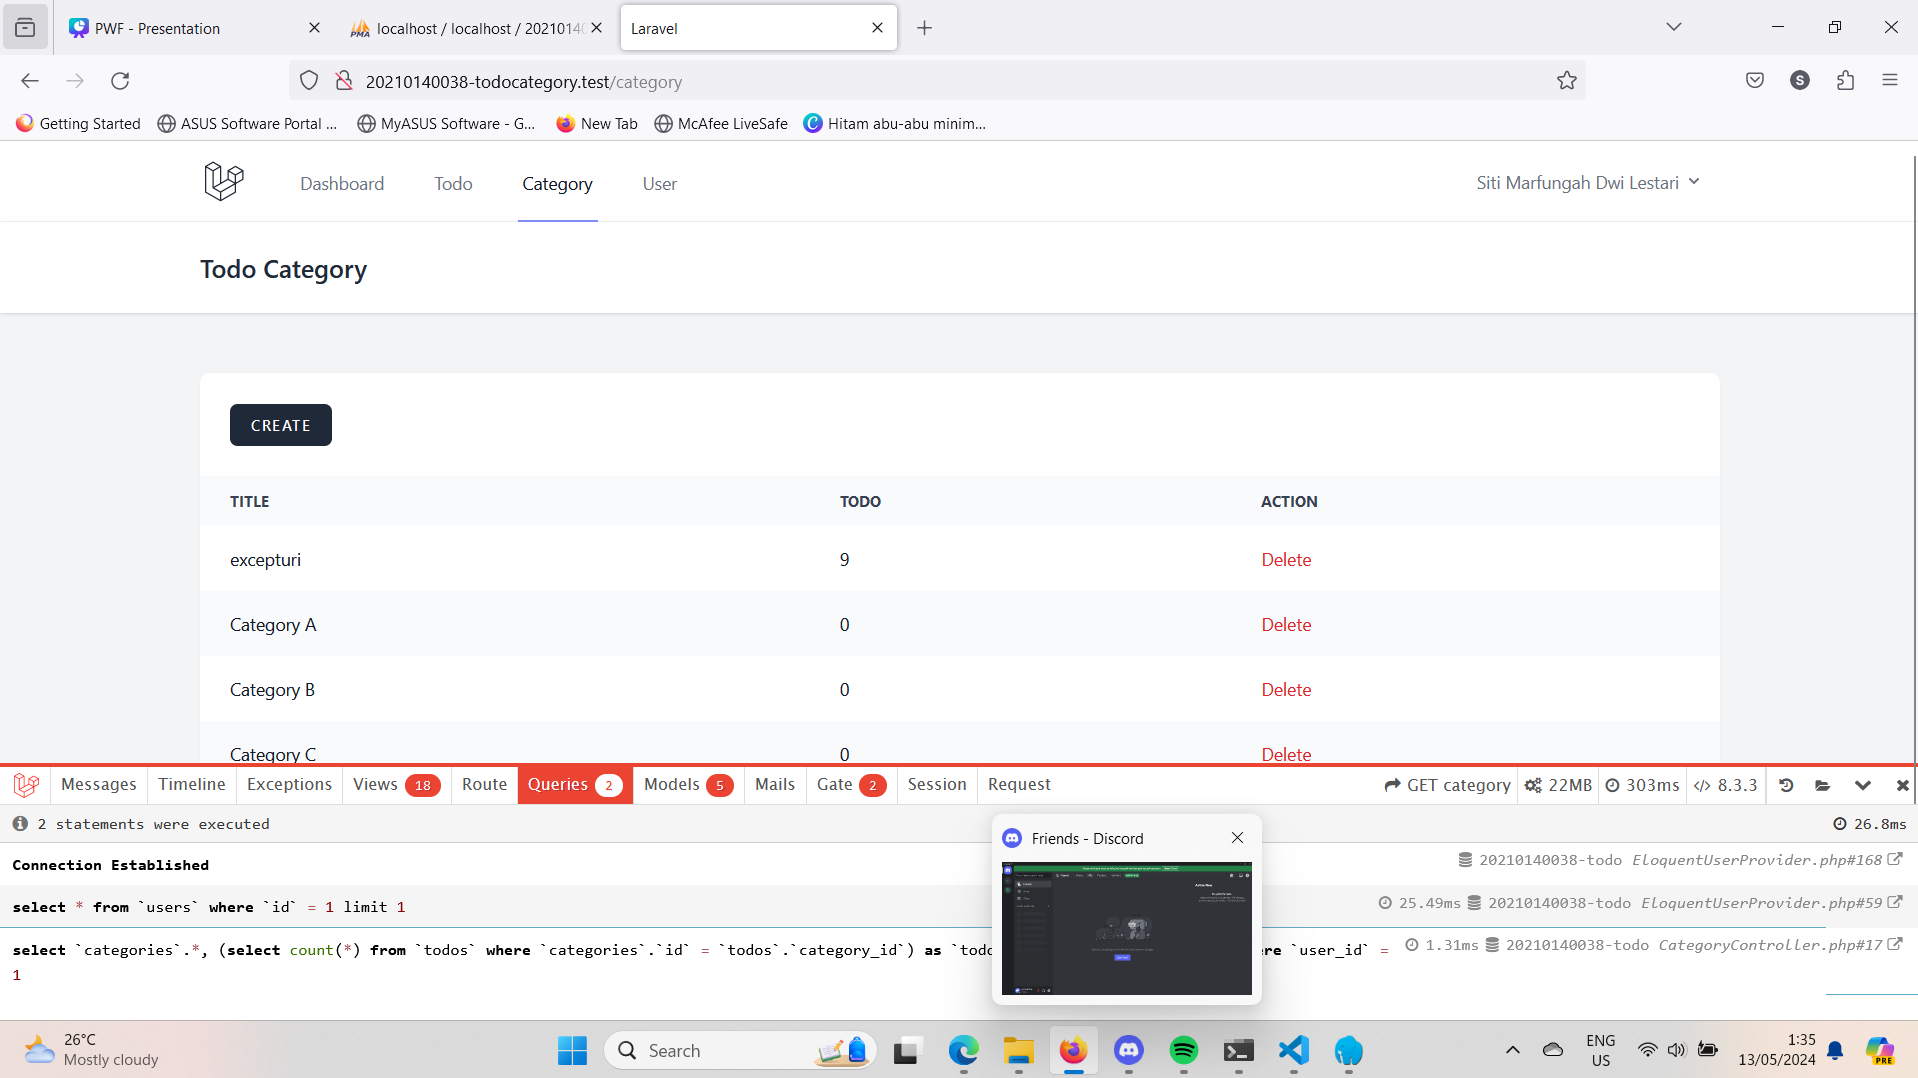 PWF - Presentation
localhost / localhost / 20210140
Laravel
20210140038-todocategory.test/category
S
Getting Started
ASUS Software Portal ...
MyASUS Software - G...
New Tab
McAfee LiveSafe
Hitam abu-abu minim...
Dashboard
Todo
Category
User
Siti Marfungah Dwi Lestari
Todo Category
CREATE
TITLE TODO ACTION
excepturi 9 Delete
Category A 0 Delete
Category B 0 Delete
Category C 0 Delete
Messages
Timeline
Exceptions
Views 18
Route
Queries 2
Models 5
Mails
Gate 2
Session
Request
GET category
22MB
303ms
</> 8.3.3
2 statements were executed
26.8ms
Connection Established
20210140038-todo EloquentUserProvider.php#168
select * from `users` where `id` = 1 limit 1
25.49ms 20210140038-todo EloquentUserProvider.php#59
select `categories`.*, (select count(*) from `todos` where `categories`.`id` = `todos`.`category_id`) as `todo
`user_id` =
1
1.31ms 20210140038-todo CategoryController.php#17
Friends - Discord
26°C
Mostly cloudy
Search
ENG
US
1:35
13/05/2024
PRE